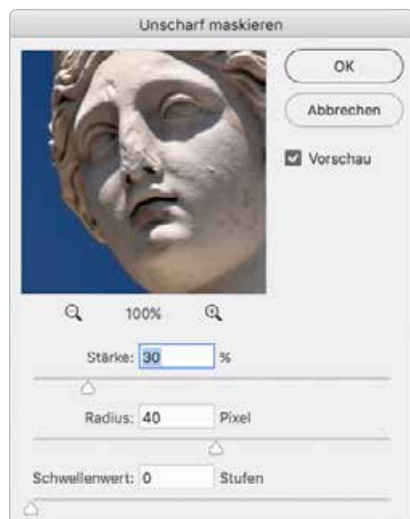 Unscharf maskieren
OK
Abbrechen
Vorschau
100%
Stärke: 30 %
Radius: 40 Pixel
Schwellenwert: 0 Stufen